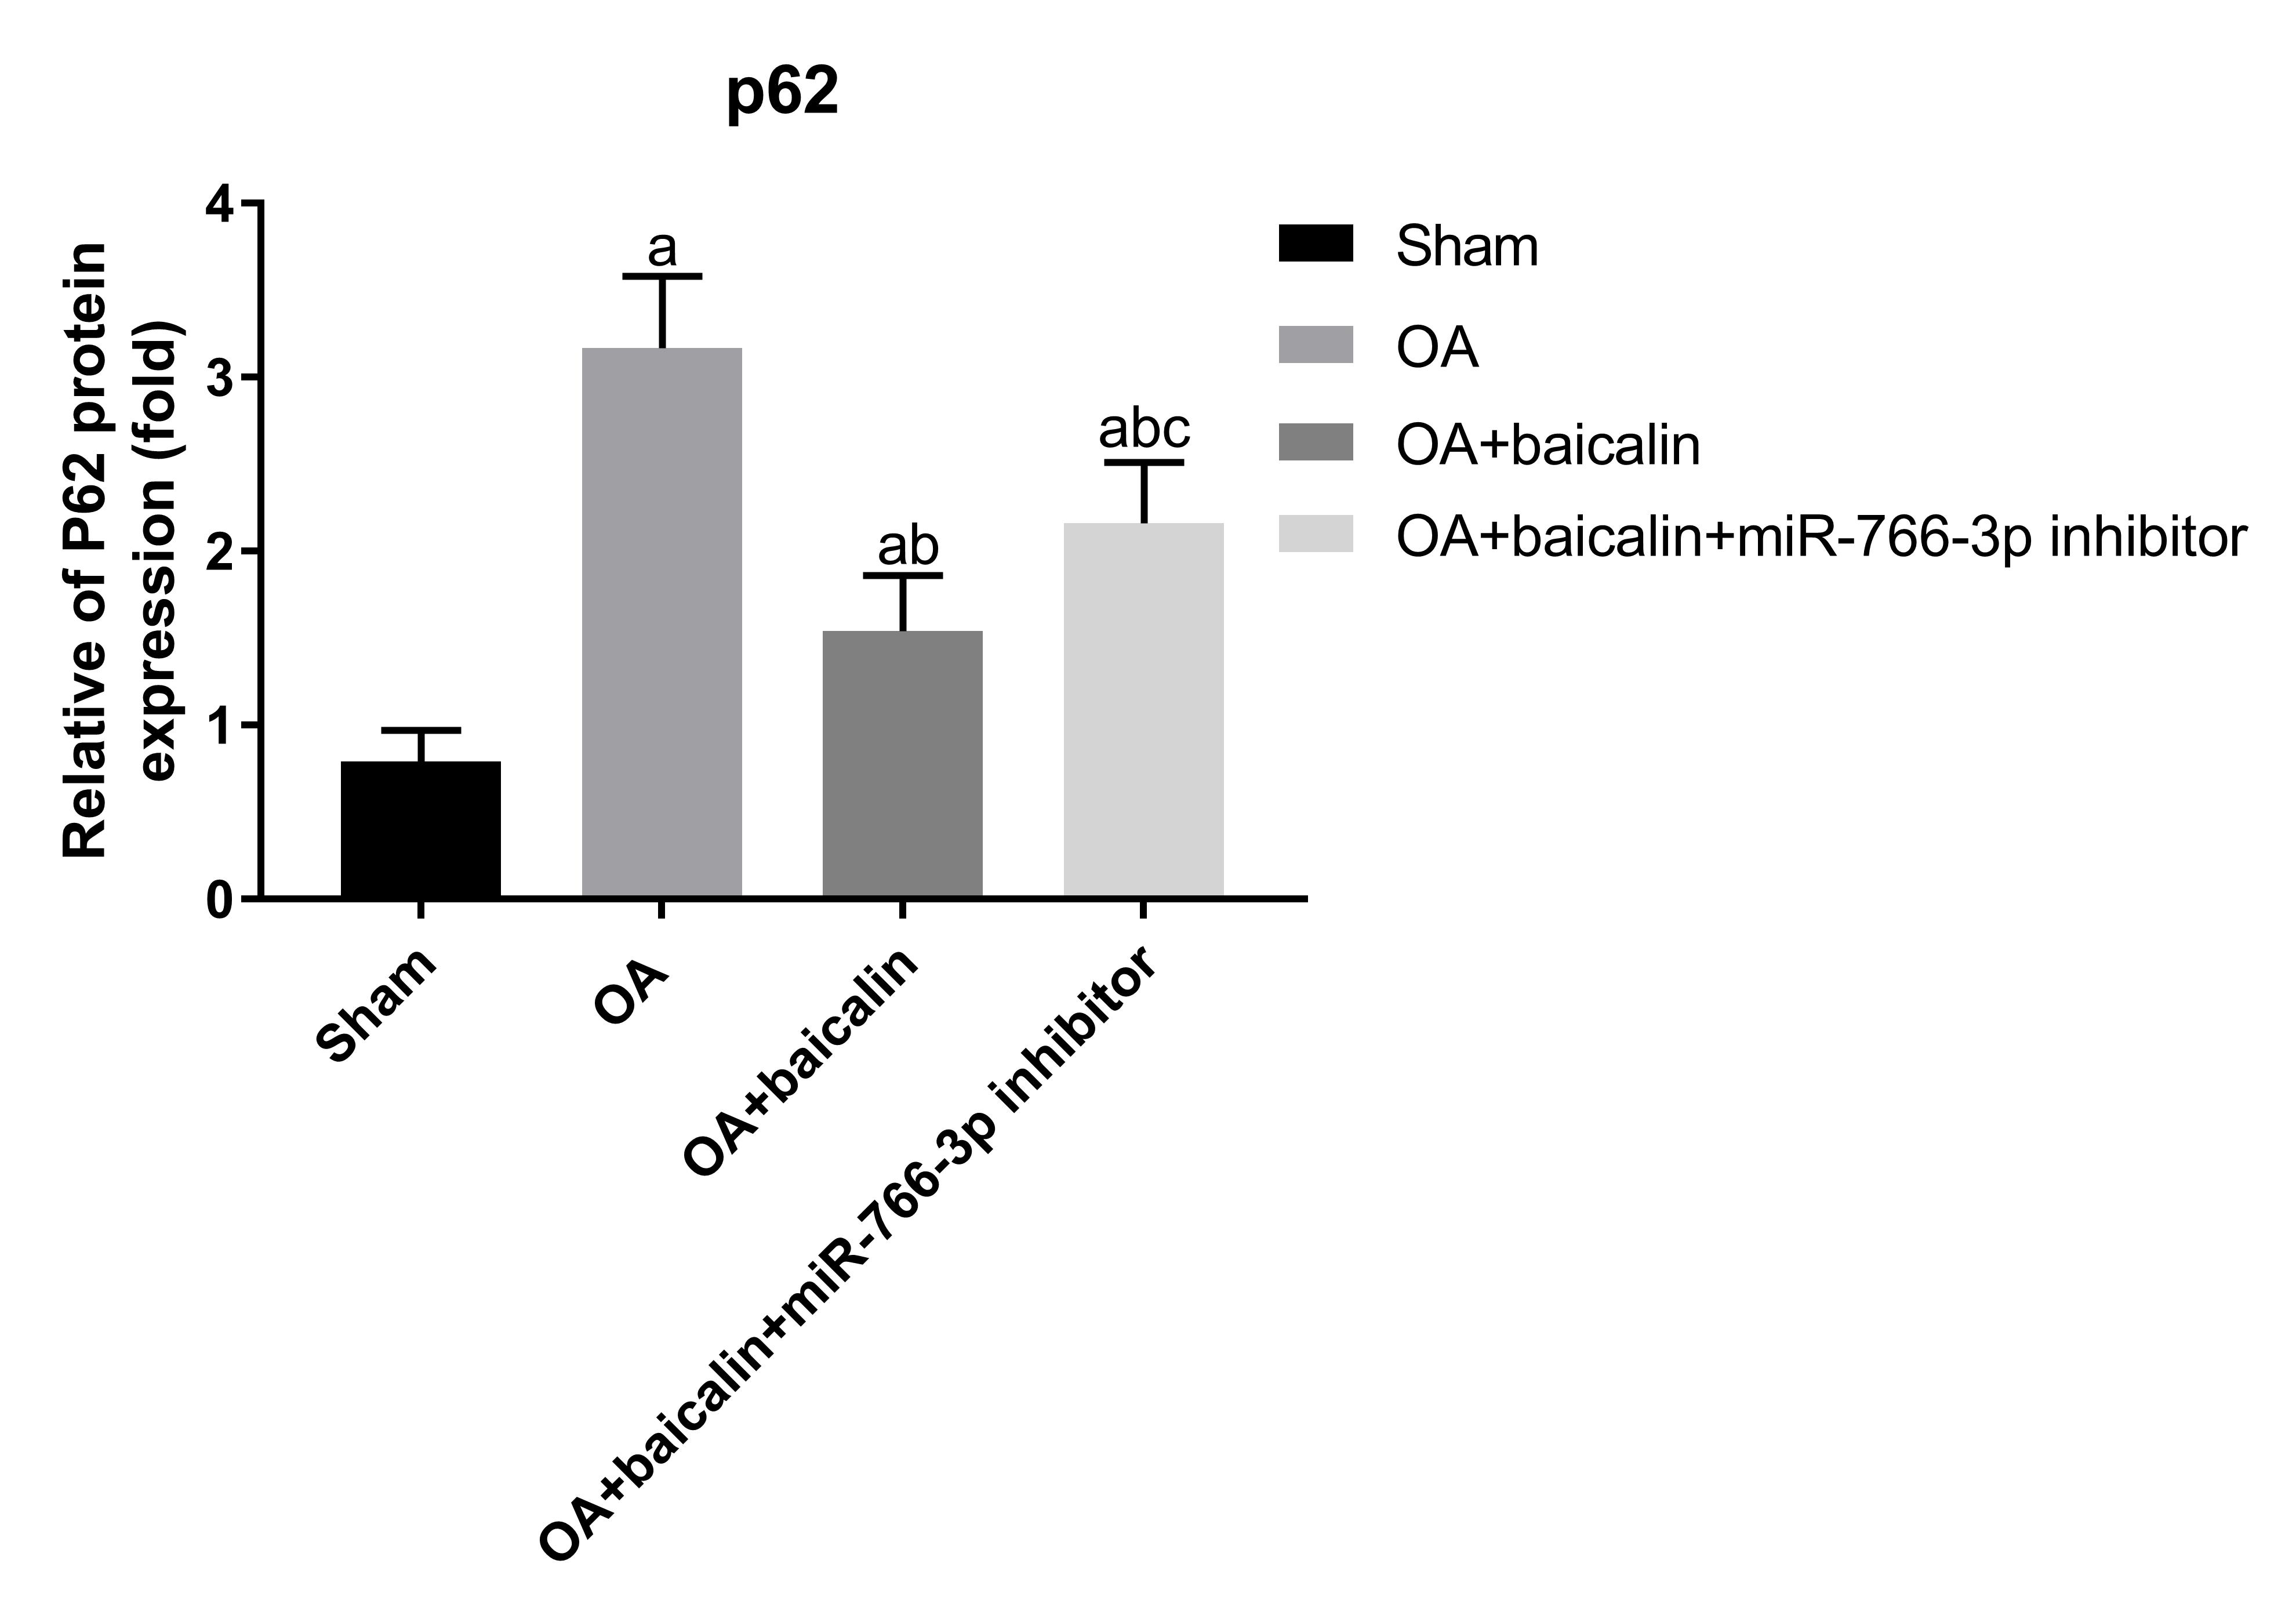 p62
Relative of P62 protein
expression (fold)
4
3
2
1
0
a
ab
abc
Sham
OA
OA+baicalin
OA+baicalin+miR-766-3p inhibitor
Sham
OA
OA+baicalin
OA+baicalin+miR-766-3p inhibitor